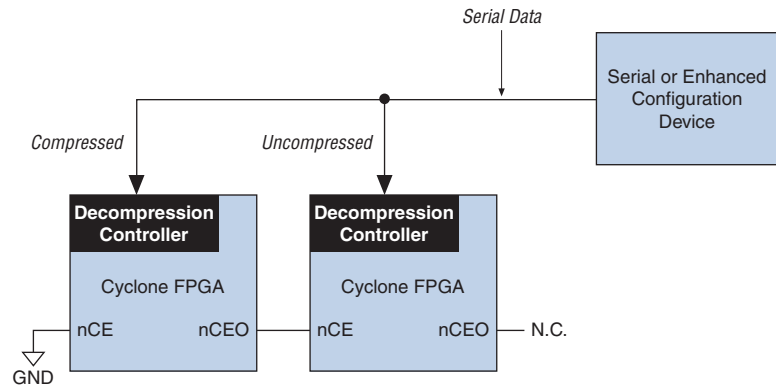 Serial Data
Serial or Enhanced
Configuration
Device
Compressed
Uncompressed
Decompression
Controller
Decompression
Controller
Cyclone FPGA
Cyclone FPGA
nCE
nCEO
nCE
nCEO
N.C.
GND